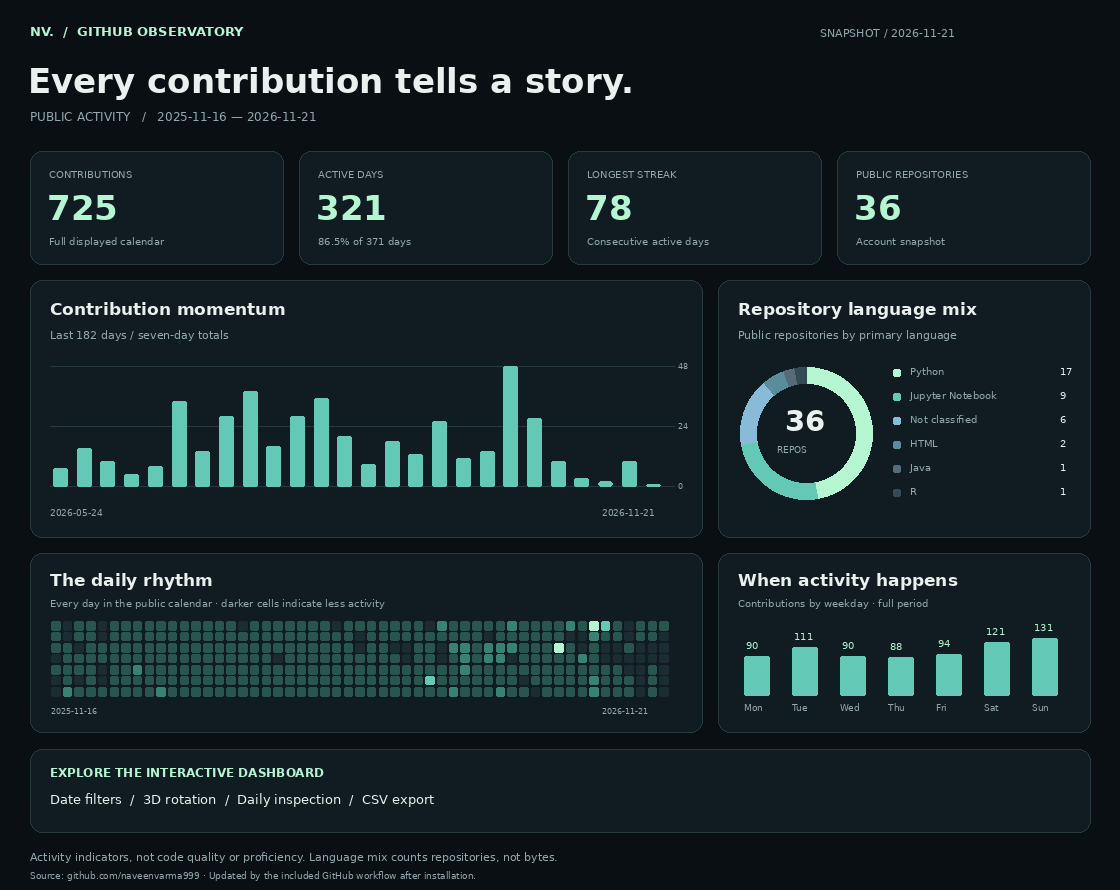 NV. / GITHUB OBSERVATORY
SNAPSHOT / 2026-11-21
Every contribution tells a story.
PUBLIC ACTIVITY / 2025-11-16 — 2026-11-21
CONTRIBUTIONS
725
Full displayed calendar
ACTIVE DAYS
321
86.5% of 371 days
LONGEST STREAK
78
Consecutive active days
PUBLIC REPOSITORIES
36
Account snapshot
Contribution momentum
Last 182 days / seven-day totals
48
24
0
2026-05-24
2026-11-21
Repository language mix
Public repositories by primary language
36
REPOS
Python 17
Jupyter Notebook 9
Not classified 6
HTML 2
Java 1
R 1
The daily rhythm
Every day in the public calendar · darker cells indicate less activity
2025-11-16
2026-11-21
When activity happens
Contributions by weekday · full period
90 111 90 88 94 121 131
Mon Tue Wed Thu Fri Sat Sun
EXPLORE THE INTERACTIVE DASHBOARD
Date filters / 3D rotation / Daily inspection / CSV export
Activity indicators, not code quality or proficiency. Language mix counts repositories, not bytes.
Source: github.com/naveenvarma999 · Updated by the included GitHub workflow after installation.